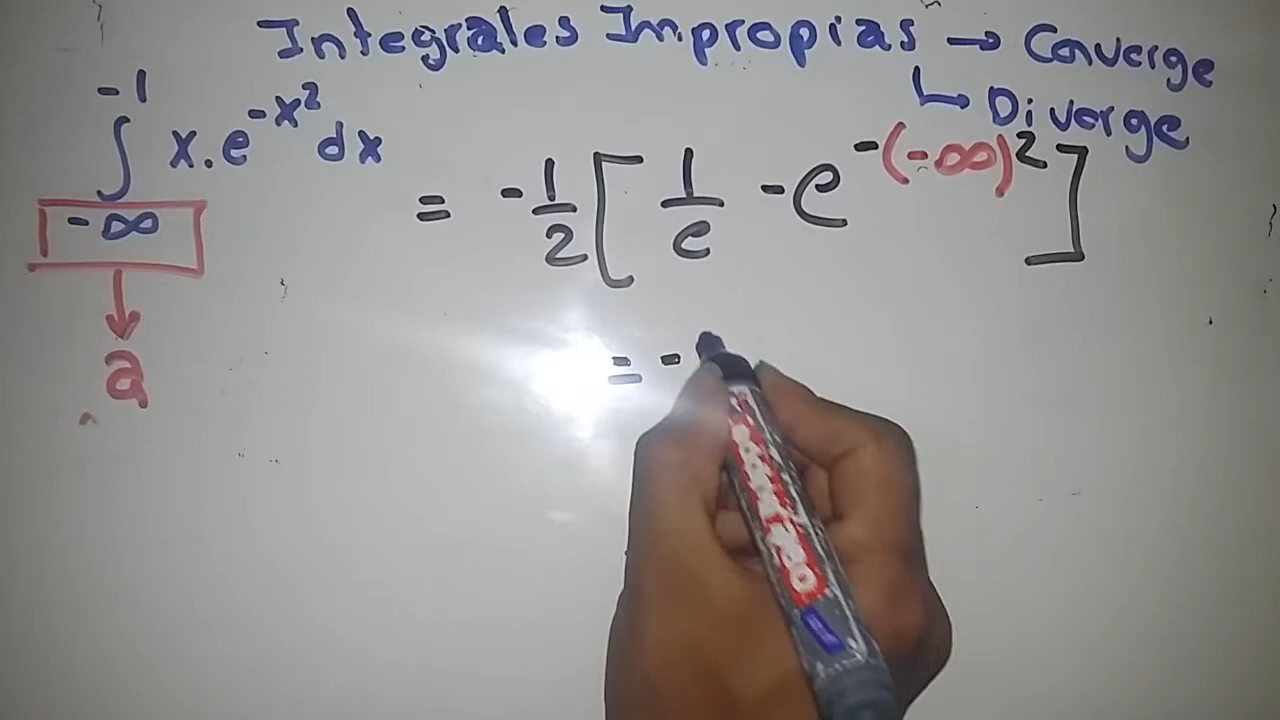 Integrales Impropias → Converge
↳ Diverge
∫ -1 -∞ x.e^-x² dx
= -1/2 [ 1/e - e^-(-∞)² ]
= -
a